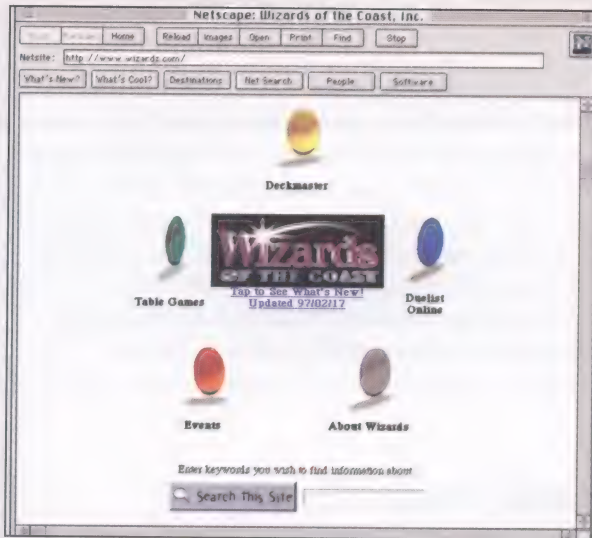 Netscape: Wizards of the Coast, Inc.
Home Reload Images Open Print Find Stop
Netsite: http://www.wizards.com/
What's New? What's Cool? Destinations Net Search People Software
N
Deckmaster
Wizards
OF THE COAST
Table Games
Tap to See What's New!
Updated 97/02/17
Duelist
Online
Events
About Wizards
Enter keywords you wish to find information about
Search This Site